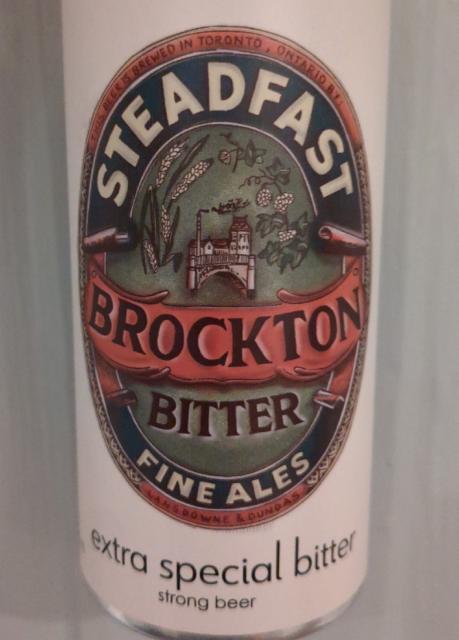 THIS BEER IS BREWED IN TORONTO, ONTARIO BY:
STEADFAST
BROCKTON
BITTER
FINE ALES
LANSDOWNE & DUNDAS
extra special bitter
strong beer